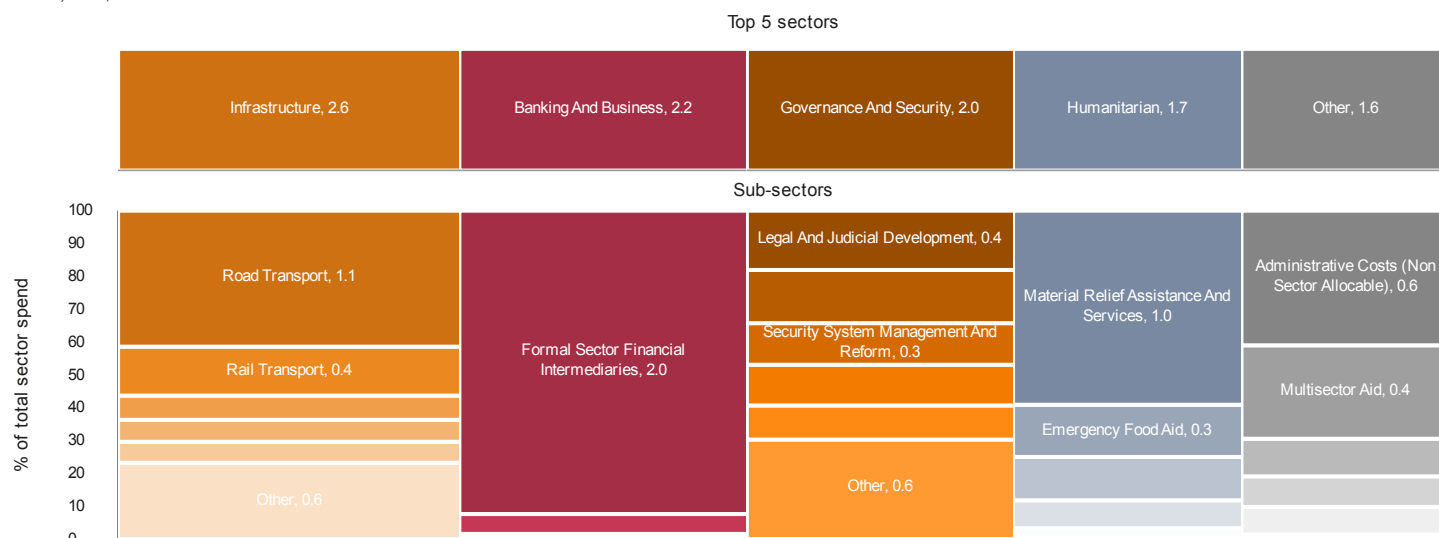 Top 5 sectors
Infrastructure, 2.6
Banking And Business, 2.2
Governance And Security, 2.0
Humanitarian, 1.7
Other, 1.6
Sub-sectors
% of total sector spend
100
90
80
70
60
50
40
30
20
10
Road Transport, 1.1
Rail Transport, 0.4
Other, 0.6
Formal Sector Financial
Intermediaries, 2.0
Legal And Judicial Development, 0.4
Security System Management And
Reform, 0.3
Other, 0.6
Material Relief Assistance And
Services, 1.0
Emergency Food Aid, 0.3
Administrative Costs (Non
Sector Allocable), 0.6
Multisector Aid, 0.4